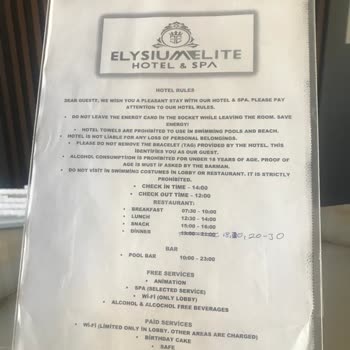 ELYSIUM ELITE
HOTEL & SPA
HOTEL RULES
DEAR GUESTS, WE WISH YOU A PLEASANT STAY WITH OUR HOTEL & SPA. PLEASE PAY
ATTENTION TO OUR HOTEL RULES.
• DO NOT LEAVE THE ENERGY CARD IN THE SOCKET WHILE LEAVING THE ROOM. SAVE
ENERGY!
• HOTEL TOWELS ARE PROHIBITED TO USE IN SWIMMING POOLS AND BEACH.
• HOTEL IS NOT LIABLE FOR ANY LOSS OF PERSONAL BELONGINGS.
• PLEASE DO NOT REMOVE THE BRACELET (TAG) PROVIDED BY THE HOTEL. THIS
IDENTIFIES YOU AS OUR GUEST.
• ALCOHOL CONSUMPTION IS PROHIBITED FOR UNDER 18 YEARS OF AGE. PROOF OF
AGE IS MUST IF ASKED BY THE BARMAN.
• DO NOT VISIT IN SWIMMING COSTUMES IN LOBBY OR RESTAURANT. IT IS STRICTLY
PROHIBITED.
• CHECK IN TIME - 14:00
• CHECK OUT TIME - 12:00
RESTAURANT:
• BREAKFAST 07:30 - 10:00
• LUNCH 12:30 - 14:00
• SNACK 15:00 - 16:00
• DINNER
BAR
• POOL BAR 10:00 - 23:00
FREE SERVICES
• ANIMATION
• SPA (SELECTED SERVICE)
• Wi-Fi (ONLY LOBBY)
• ALCOHOL & ALCOCHOL FREE BEVERAGES
PAID SERVICES
• Wi-Fi (LIMITED ONLY IN LOBBY. OTHER AREAS ARE CHARGED)
• BIRTHDAY CAKE
• SAFE